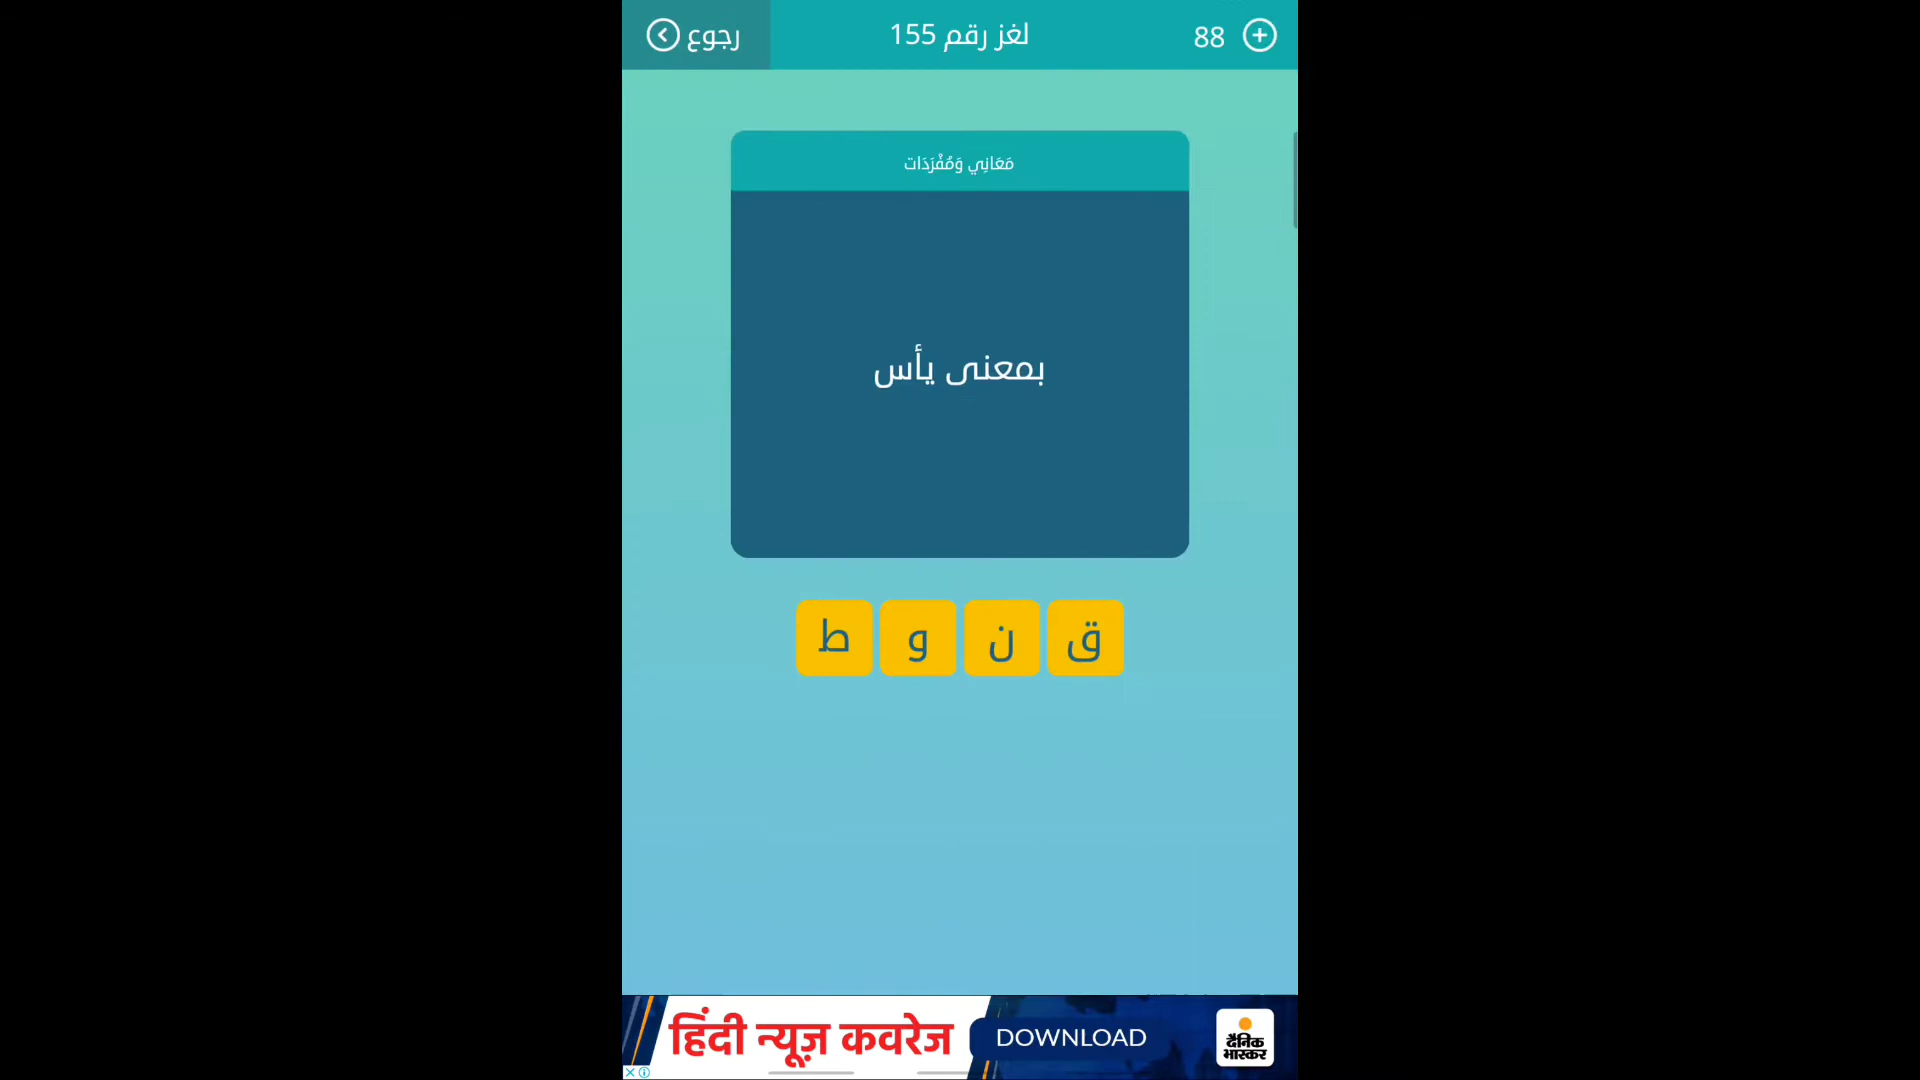 رجوع لغز رقم 155 88
مَعَانِي وَمُفْرَدَات
بمعنى يأس
ق ن و ط
हिंदी न्यूज़ कवरेज DOWNLOAD
दैनिक
भास्कर